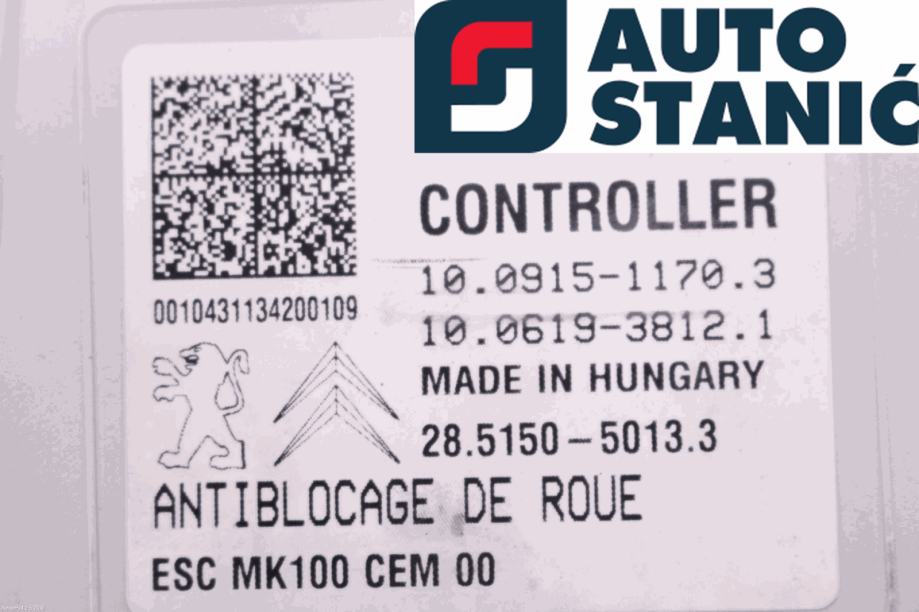 AUTO
STANIĆ
CONTROLLER
10.0915-1170.3
0010431134200109
10.0619-3812.1
MADE IN HUNGARY
28.5150-5013.3
ANTIBLOCAGE DE ROUE
ESC MK100 CEM 00